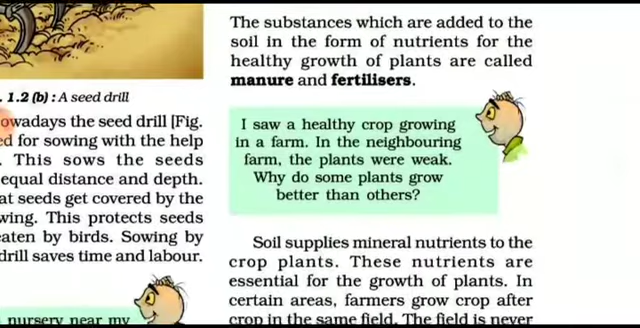 . 1.2 (b) : A seed drill
owadays the seed drill [Fig.
ed for sowing with the help
. This sows the seeds
equal distance and depth.
at seeds get covered by the
wing. This protects seeds
eaten by birds. Sowing by
drill saves time and labour.
nursery near my
The substances which are added to the
soil in the form of nutrients for the
healthy growth of plants are called
manure and fertilisers.
I saw a healthy crop growing
in a farm. In the neighbouring
farm, the plants were weak.
Why do some plants grow
better than others?
Soil supplies mineral nutrients to the
crop plants. These nutrients are
essential for the growth of plants. In
certain areas, farmers grow crop after
crop in the same field. The field is never